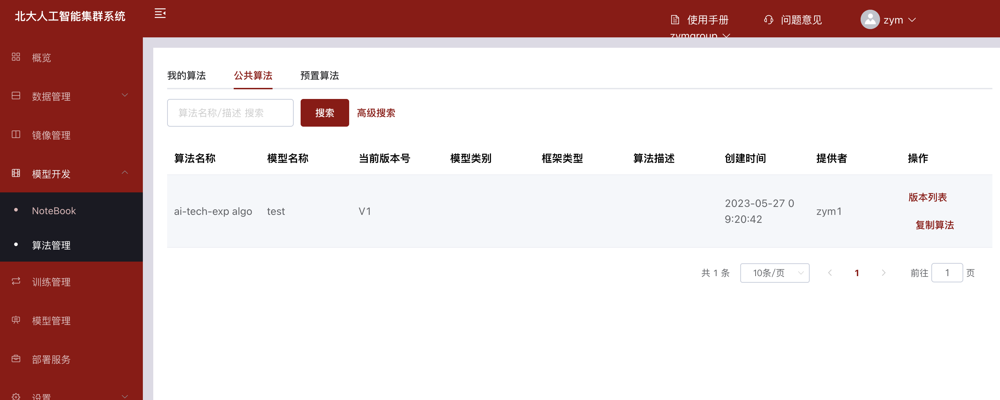 北大人工智能集群系统
使用手册
问题意见
zym
zymgroup
概览
数据管理
镜像管理
模型开发
NoteBook
算法管理
训练管理
模型管理
部署服务
设置
我的算法 公共算法 预置算法
算法名称/描述 搜索 搜索 高级搜索
算法名称 模型名称 当前版本号 模型类别 框架类型 算法描述 创建时间 提供者 操作
ai-tech-exp algo test V1 2023-05-27 0
9:20:42 zym1 版本列表
复制算法
共 1 条 10条/页 1 前往 1 页